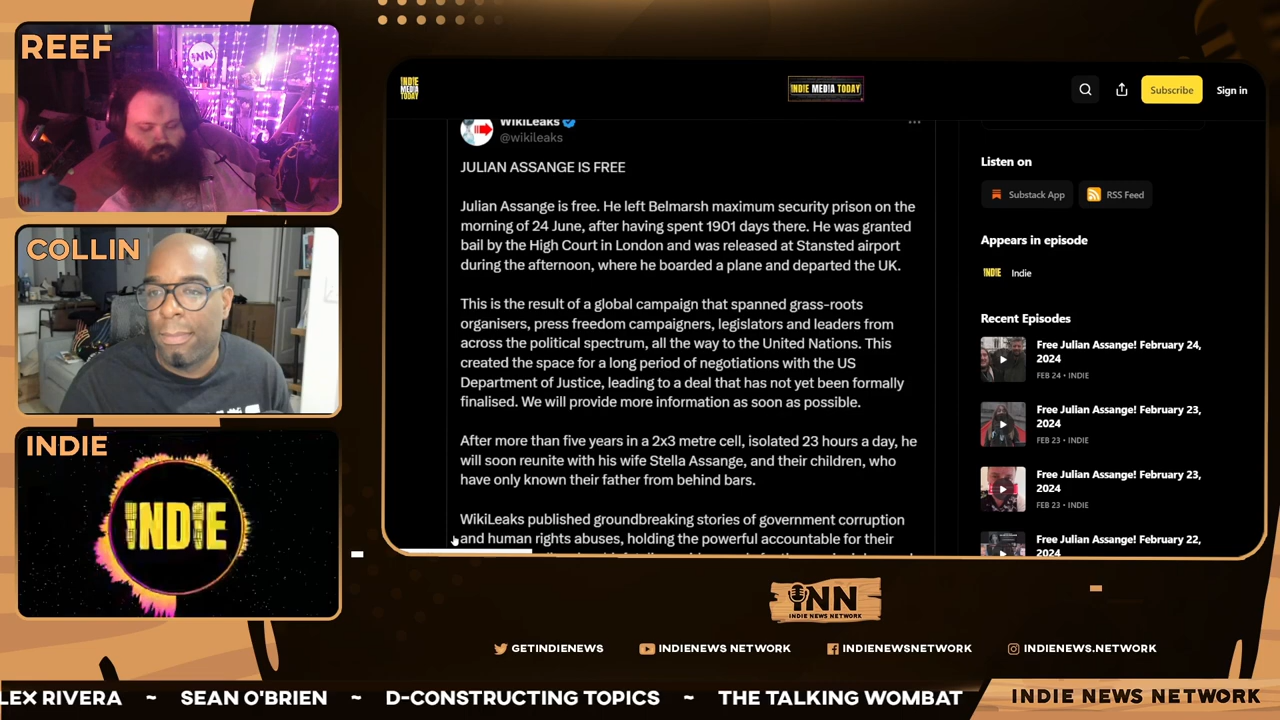 REEF
INN
COLLIN
INDIE
INDIE
INDIE
MEDIA
TODAY
INDIE MEDIA TODAY
Subscribe
Sign in
WikiLeaks
@wikileaks
JULIAN ASSANGE IS FREE
Julian Assange is free. He left Belmarsh maximum security prison on the
morning of 24 June, after having spent 1901 days there. He was granted
bail by the High Court in London and was released at Stansted airport
during the afternoon, where he boarded a plane and departed the UK.
This is the result of a global campaign that spanned grass-roots
organisers, press freedom campaigners, legislators and leaders from
across the political spectrum, all the way to the United Nations. This
created the space for a long period of negotiations with the US
Department of Justice, leading to a deal that has not yet been formally
finalised. We will provide more information as soon as possible.
After more than five years in a 2x3 metre cell, isolated 23 hours a day, he
will soon reunite with his wife Stella Assange, and their children, who
have only known their father from behind bars.
WikiLeaks published groundbreaking stories of government corruption
and human rights abuses, holding the powerful accountable for their
Listen on
Substack App
RSS Feed
Appears in episode
INDIE
Indie
Recent Episodes
Free Julian Assange! February 24,
2024
FEB 24 • INDIE
Free Julian Assange! February 23,
2024
FEB 23 • INDIE
Free Julian Assange! February 23,
2024
FEB 23 • INDIE
Free Julian Assange! February 22,
2024
INN
INDIE NEWS NETWORK
GETINDIENEWS
INDIENEWS NETWORK
INDIENEWSNETWORK
INDIENEWS.NETWORK
LEX RIVERA ~ SEAN O'BRIEN ~ D-CONSTRUCTING TOPICS ~ THE TALKING WOMBAT
INDIE NEWS NETWORK